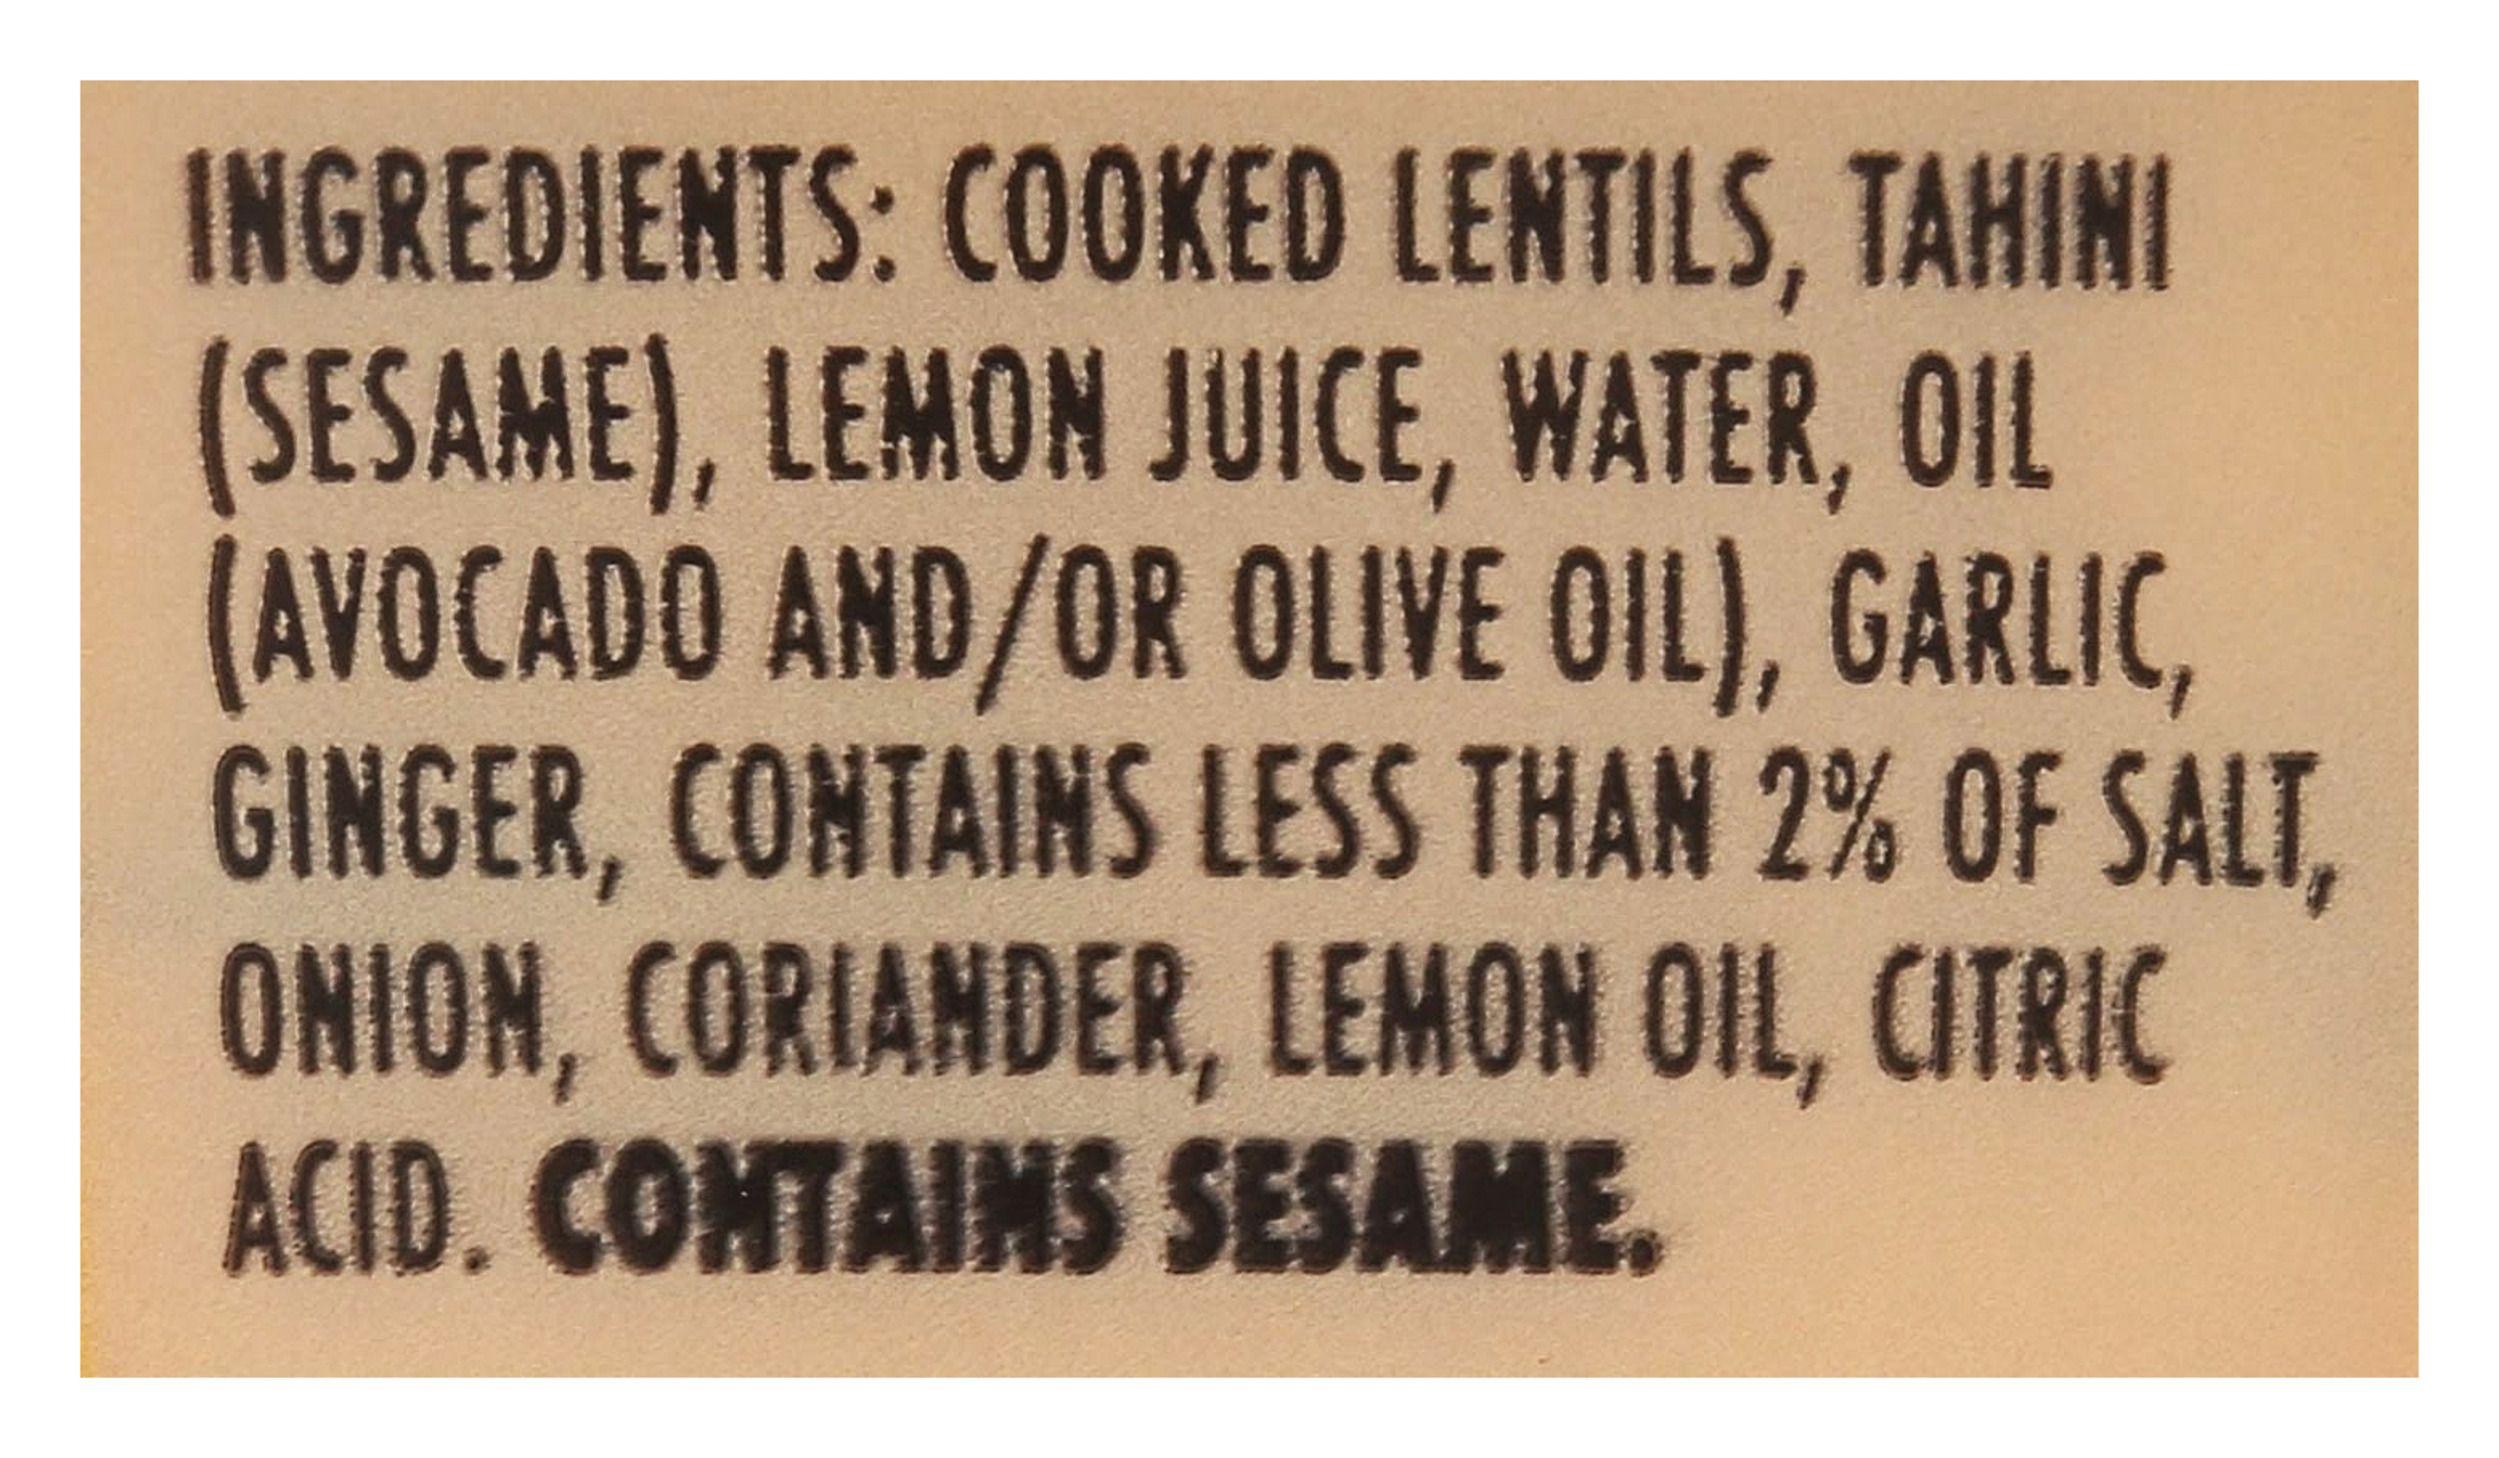 INGREDIENTS: COOKED LENTILS, TAHINI
(SESAME), LEMON JUICE, WATER, OIL
(AVOCADO AND/OR OLIVE OIL), GARLIC,
GINGER, CONTAINS LESS THAN 2% OF SALT,
ONION, CORIANDER, LEMON OIL, CITRIC
ACID. CONTAINS SESAME.